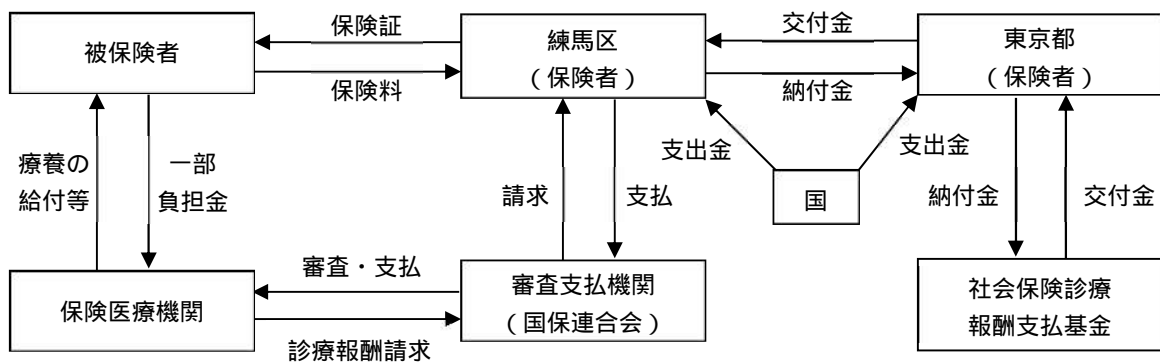 保険証
交付金
被保険者
練馬区
(保険者)
東京都
(保険者)
保険料
納付金
療養の
給付等
一部
負担金
請求
支払
支出金
国
支出金
納付金
交付金
保険医療機関
審査・支払
審査支払機関
(国保連合会)
診療報酬請求
社会保険診療
報酬支払基金